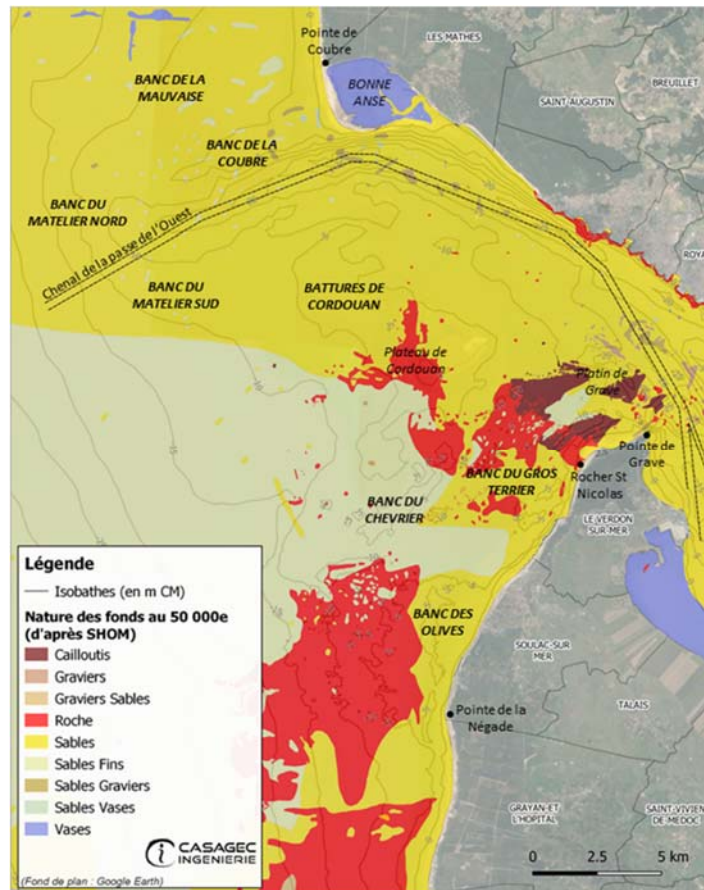 Pointe de
Coubre
LES MATHES
BREUILLET
BANC DE LA
MAUVAISE
BONNE
ANSE
SAINT-AUGUSTIN
BANC DE LA
COUBRE
BANC DU
MATELIER NORD
Chenal de la passe de l'Ouest
ROYA
BANC DU
MATELIER SUD
BATTURES DE
CORDOUAN
Plateau de
Cordouan
Platin de
Grave
Pointe de
Grave
BANC DU GROS
TERRIER
Rocher St
Nicolas
BANC DU
CHEVRIER
LE VERDON
SUR-MER
BANC DES
OLIVES
SOULAC-SUR
MER
TALAIS
Pointe de la
Négade
GRAYAN-ET
L'HOPITAL
SAINT-VIVIEN
DE-MEDOC
Légende
Isobathes (en m CM)
Nature des fonds au 50 000e
(d'après SHOM)
Cailloutis
Graviers
Graviers Sables
Roche
Sables
Sables Fins
Sables Graviers
Sables Vases
Vases
CASAGEC
INGENIERIE
(Fond de plan : Google Earth)
0 2.5 5 km